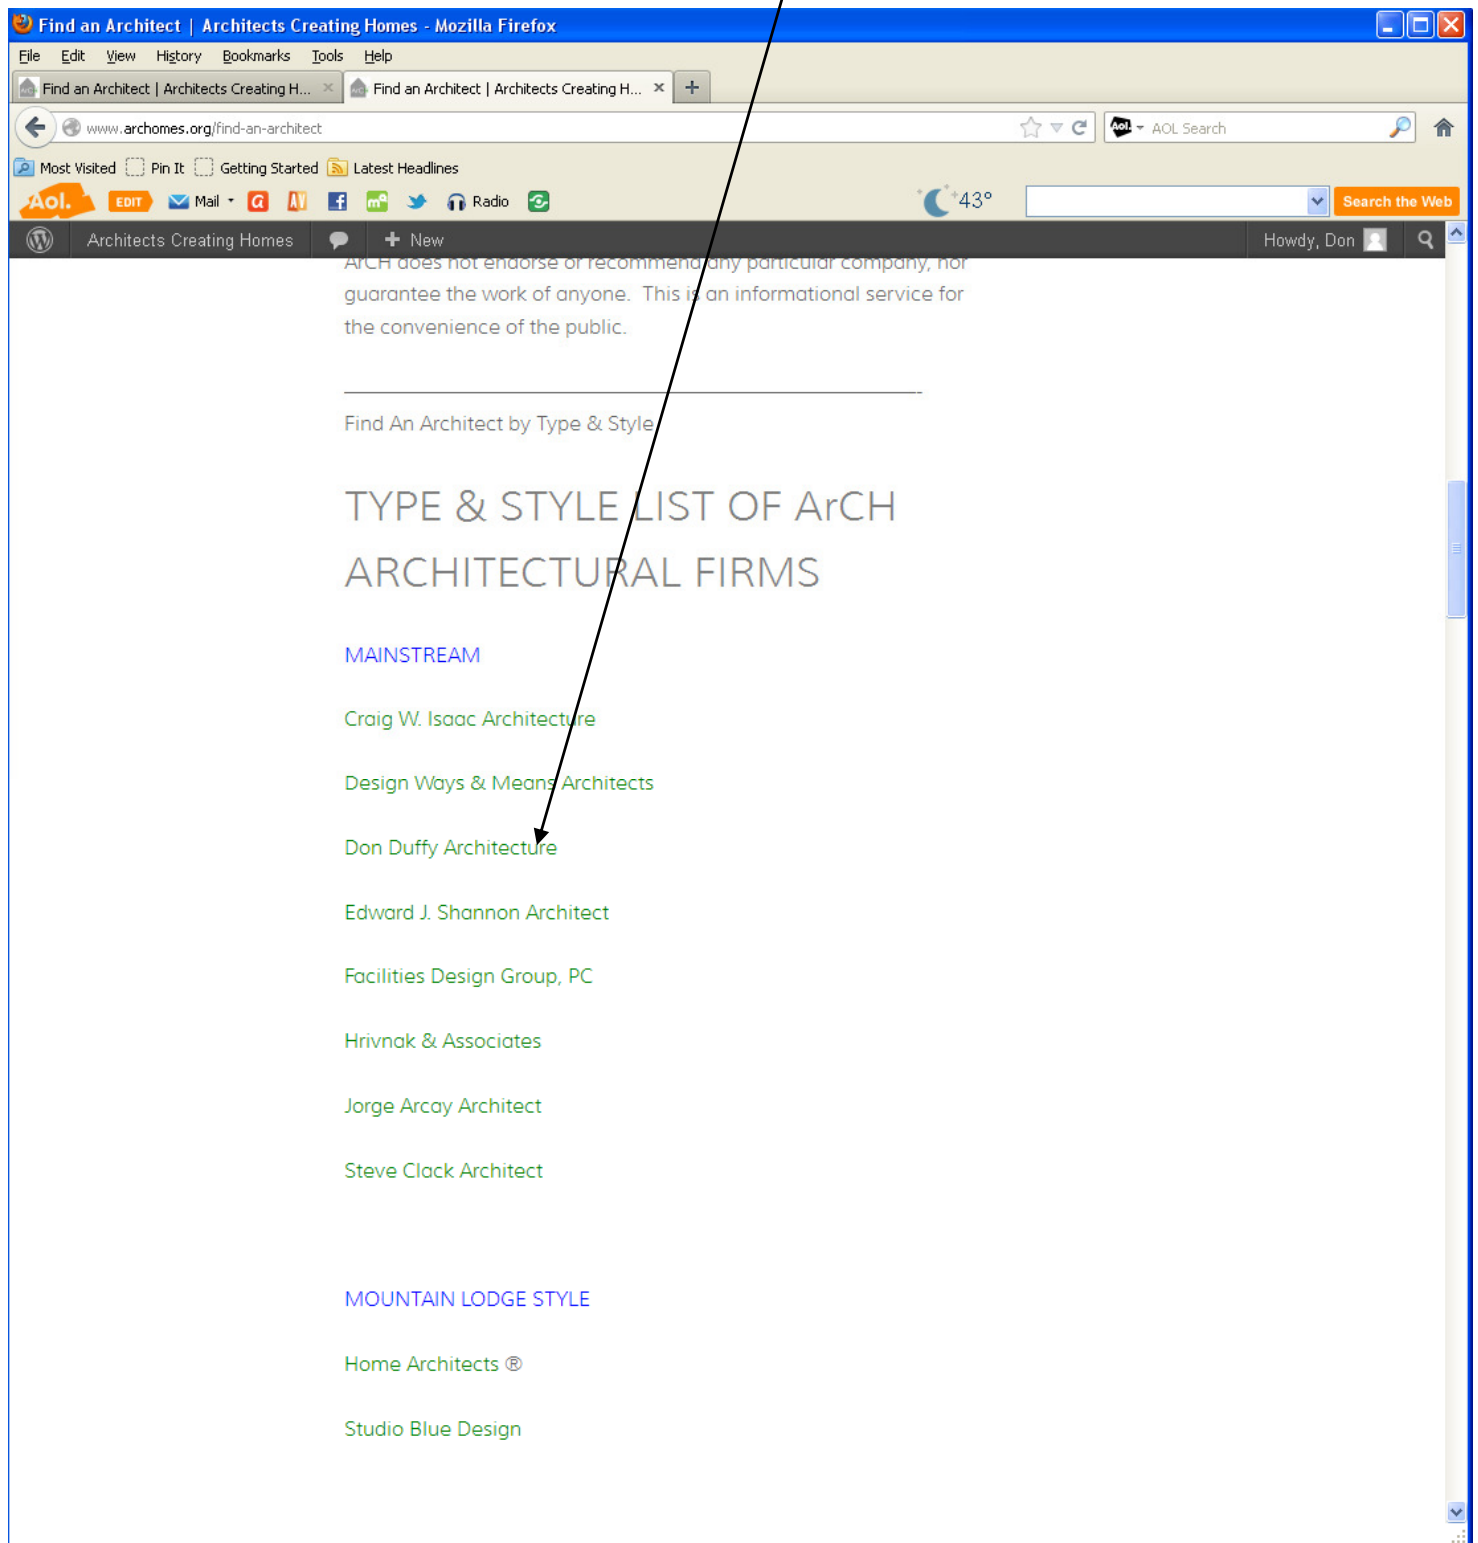 Find an Architect | Architects Creating Homes - Mozilla Firefox
File Edit View History Bookmarks Tools Help
Find an Architect | Architects Creating H... × Find an Architect | Architects Creating H... × +
www.archomes.org/find-an-architect AOL Search
Most Visited Pin It Getting Started Latest Headlines
Aol. EDIT Mail Radio 43° Search the Web
Architects Creating Homes + New Howdy, Don
ArCH does not endorse or recommend any particular company, nor
guarantee the work of anyone. This is an informational service for
the convenience of the public.
Find An Architect by Type & Style
TYPE & STYLE LIST OF ArCH
ARCHITECTURAL FIRMS
MAINSTREAM
Craig W. Isaac Architecture
Design Ways & Means Architects
Don Duffy Architecture
Edward J. Shannon Architect
Facilities Design Group, PC
Hrivnak & Associates
Jorge Arcay Architect
Steve Clack Architect
MOUNTAIN LODGE STYLE
Home Architects ®
Studio Blue Design